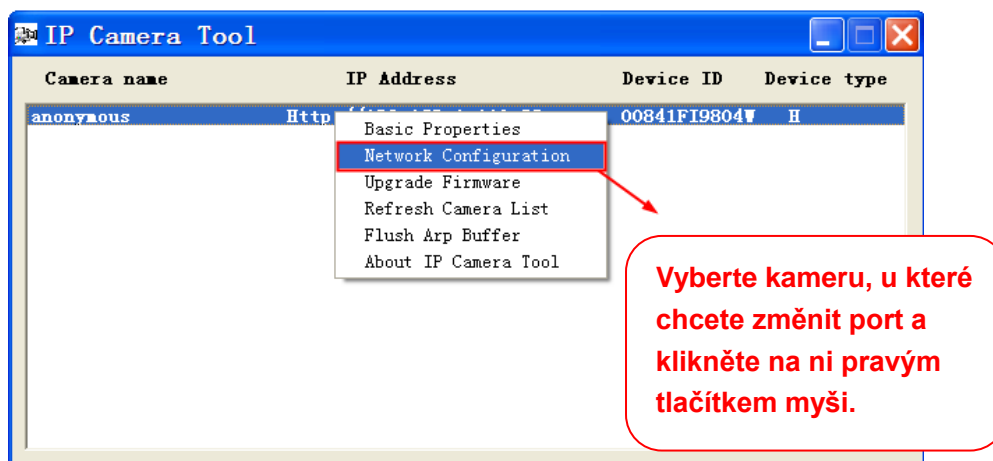 IP Camera Tool
Camera name IP Address Device ID Device type
anonymous Http 00841FI9804W H
Basic Properties
Network Configuration
Upgrade Firmware
Refresh Camera List
Flush Arp Buffer
About IP Camera Tool
Vyberte kameru, u které
chcete změnit port a
klikněte na ni pravým
tlačítkem myši.